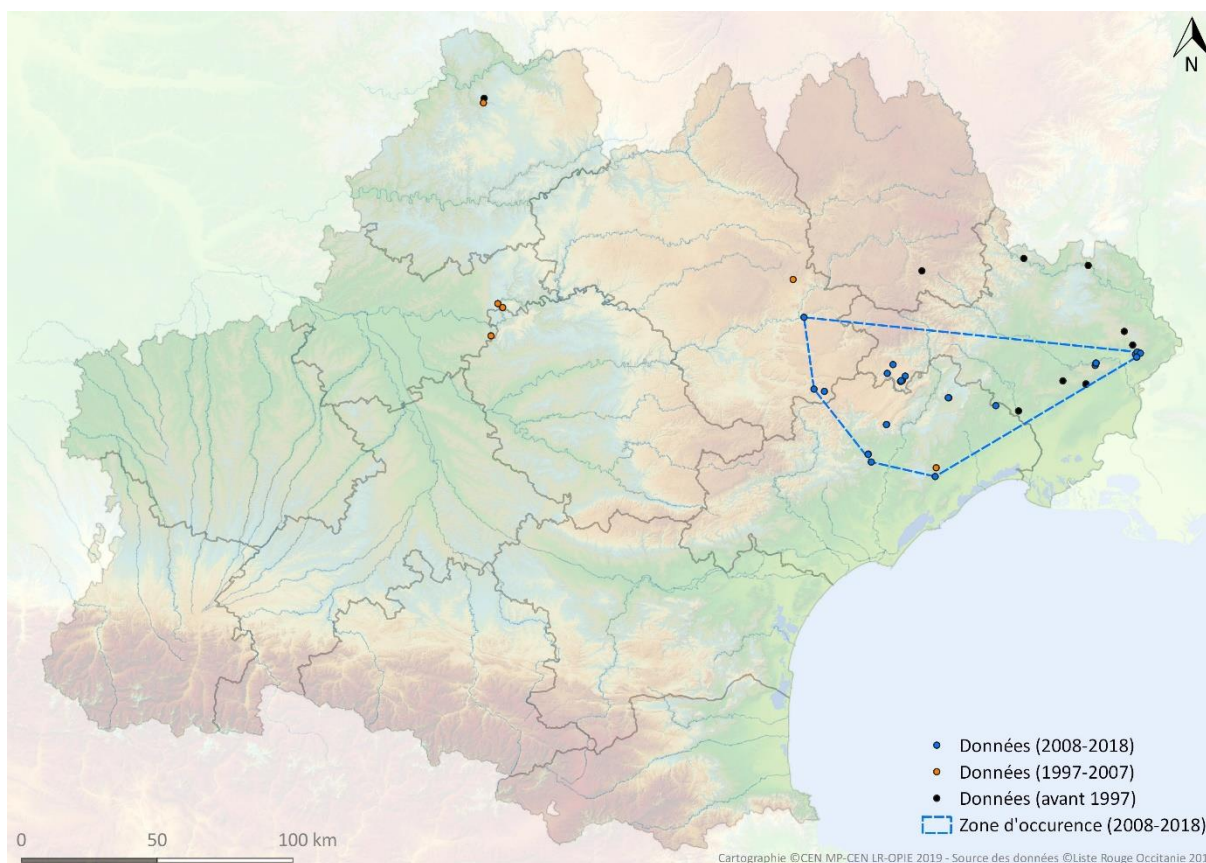 N
Données (2008-2018)
Données (1997-2007)
Données (avant 1997)
Zone d'occurence (2008-2018)
0 50 100 km
Cartographie ©CEN MP-CEN LR-OPIE 2019 - Source des données ©Liste Rouge Occitanie 201